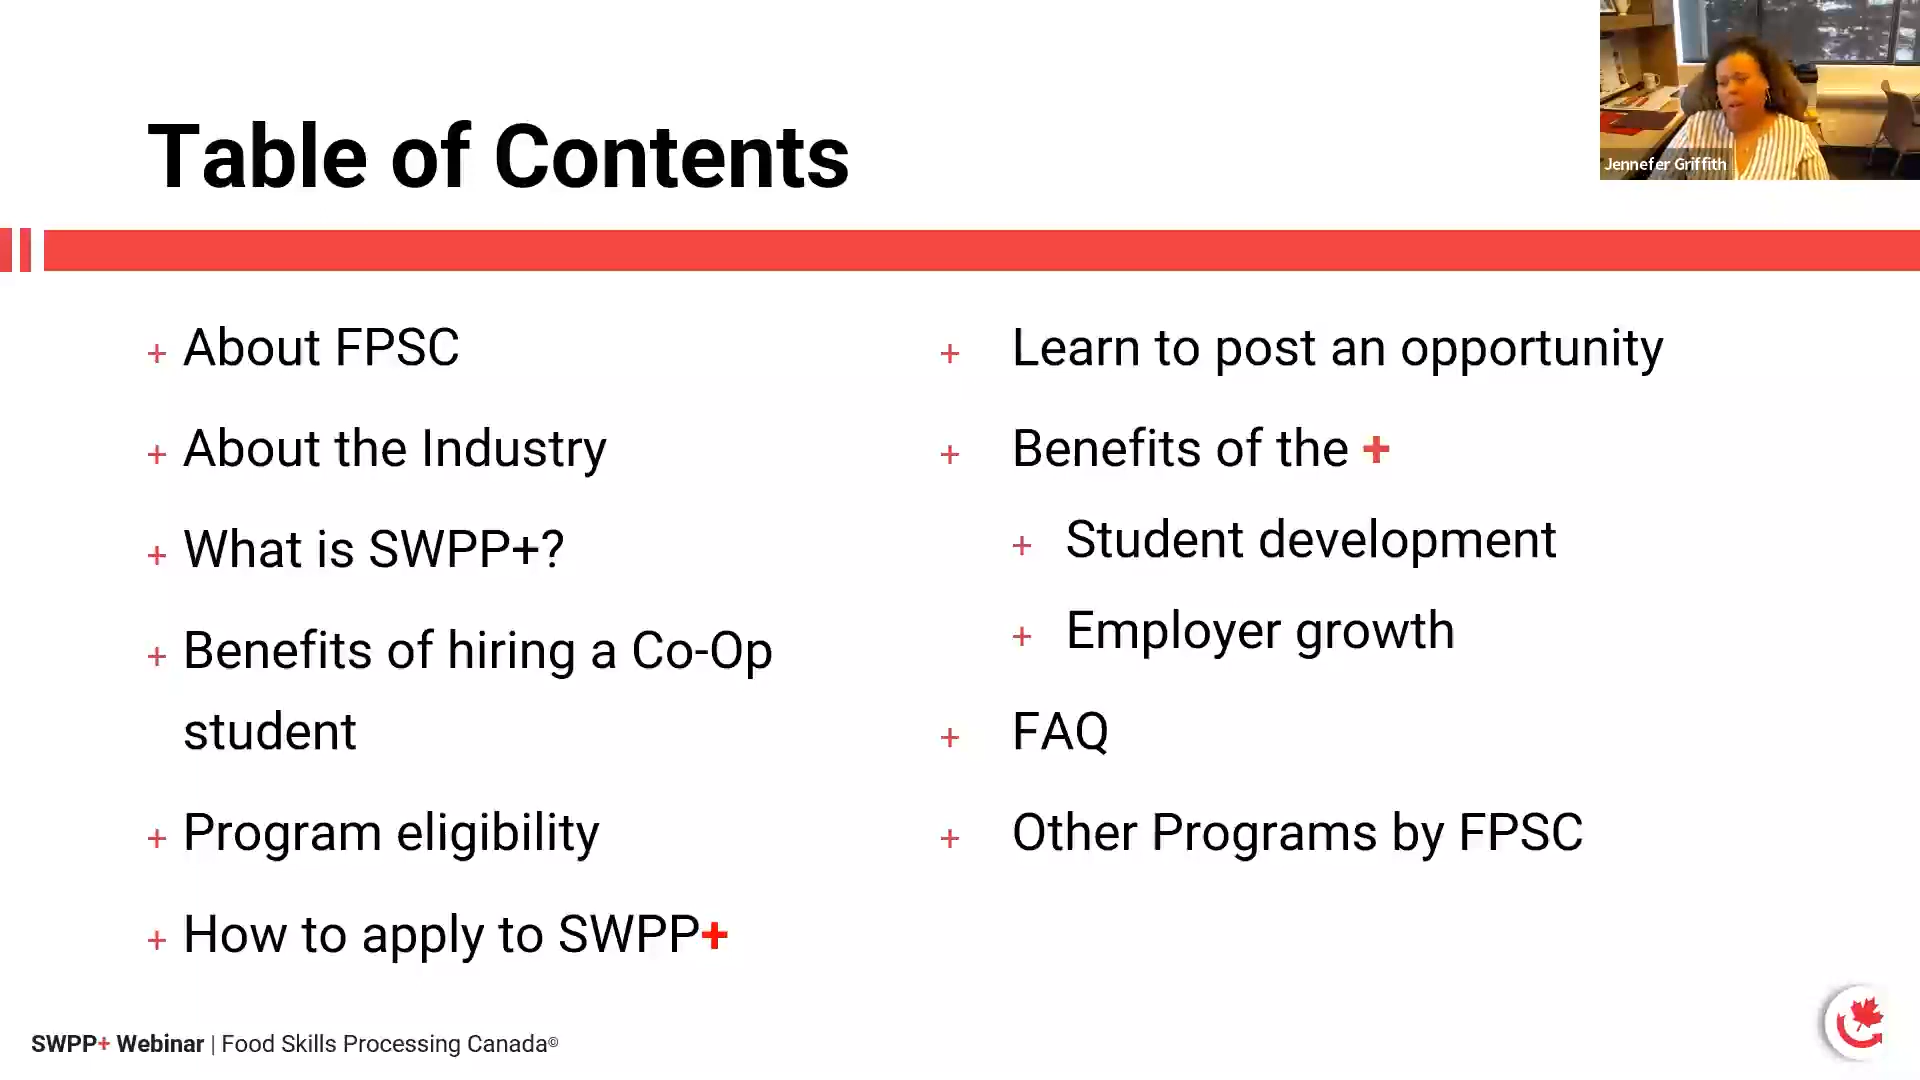 Table of Contents
Jennefer Griffith
+ About FPSC
+ About the Industry
+ What is SWPP+?
+ Benefits of hiring a Co-Op
student
+ Program eligibility
+ How to apply to SWPP+
+ Learn to post an opportunity
+ Benefits of the +
+ Student development
+ Employer growth
+ FAQ
+ Other Programs by FPSC
SWPP+ Webinar | Food Skills Processing Canada©